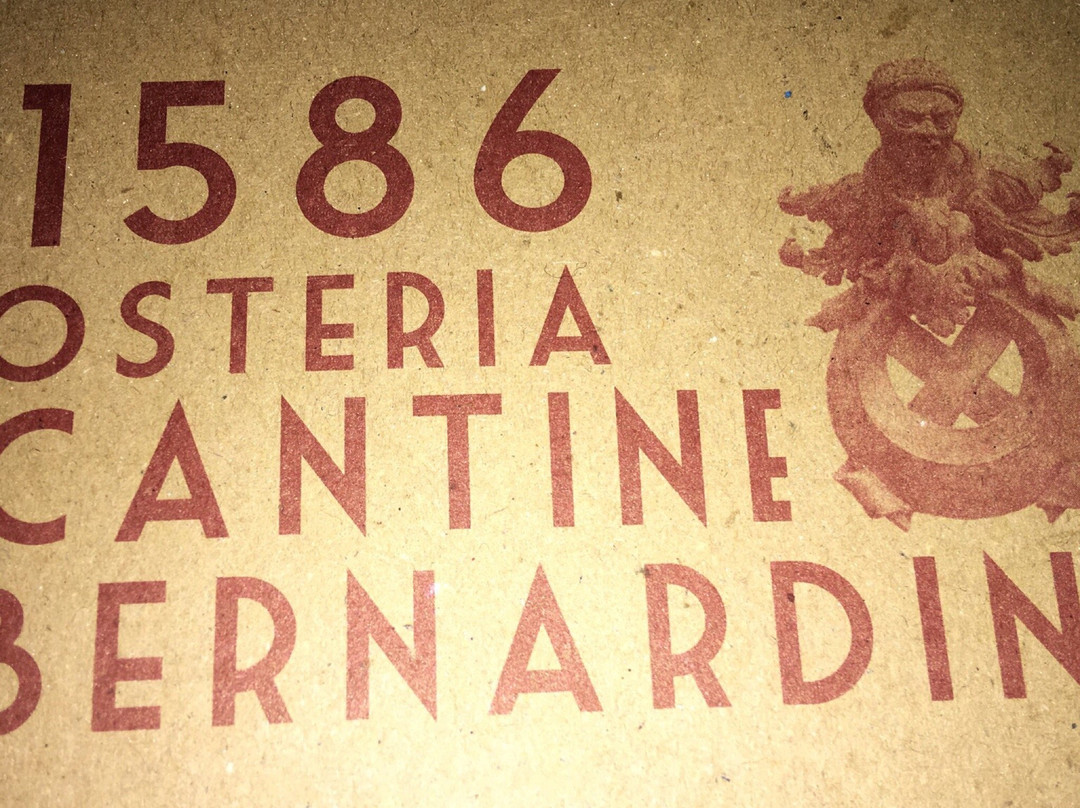 1586
OSTERIA
CANTINE
BERNARDIN